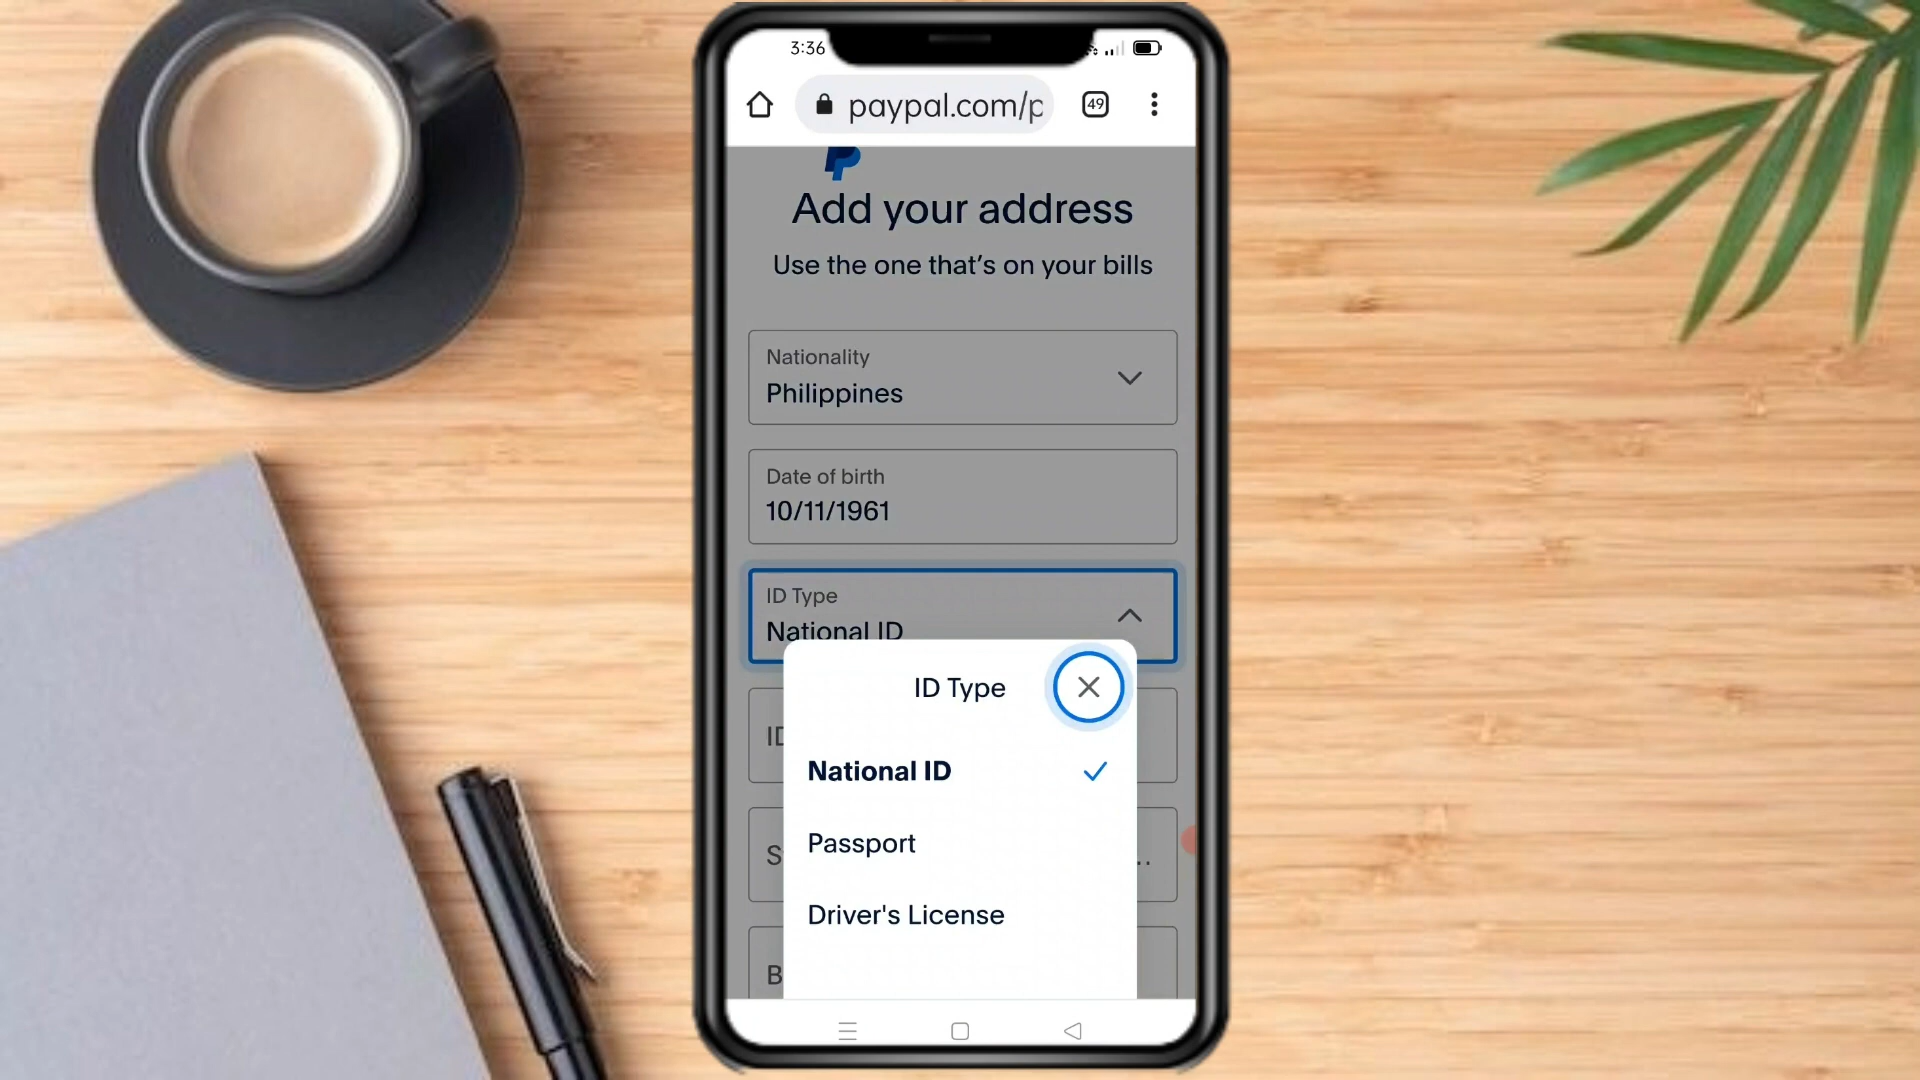 3:36
paypal.com/p
49
Add your address
Use the one that's on your bills
Nationality
Philippines
Date of birth
10/11/1961
ID Type
National ID
ID Type
National ID
Passport
Driver's License
S
..
B